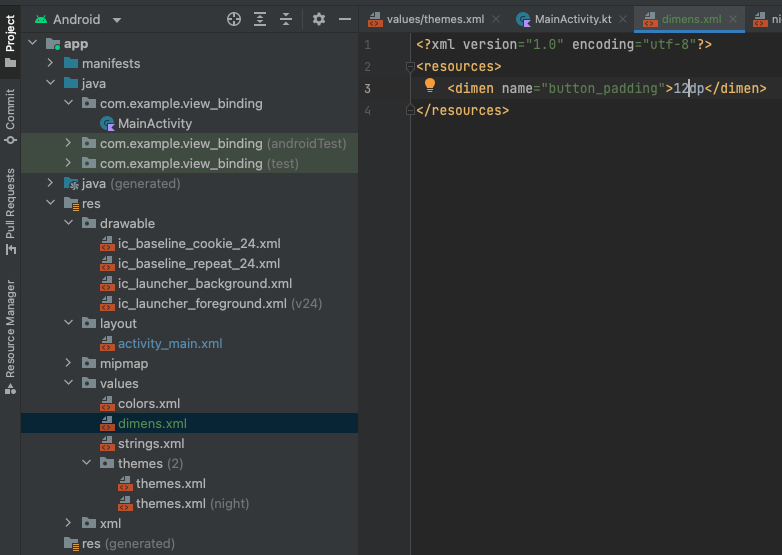 Project
Commit
Pull Requests
Resource Manager
Android
app
manifests
java
com.example.view_binding
MainActivity
com.example.view_binding (androidTest)
com.example.view_binding (test)
java (generated)
res
drawable
ic_baseline_cookie_24.xml
ic_baseline_repeat_24.xml
ic_launcher_background.xml
ic_launcher_foreground.xml (v24)
layout
activity_main.xml
mipmap
values
colors.xml
dimens.xml
strings.xml
themes (2)
themes.xml
themes.xml (night)
xml
res (generated)
values/themes.xml
MainActivity.kt
dimens.xml
ni
1 <?xml version="1.0" encoding="utf-8"?>
2 <resources>
3 <dimen name="button_padding">12dp</dimen>
4 </resources>